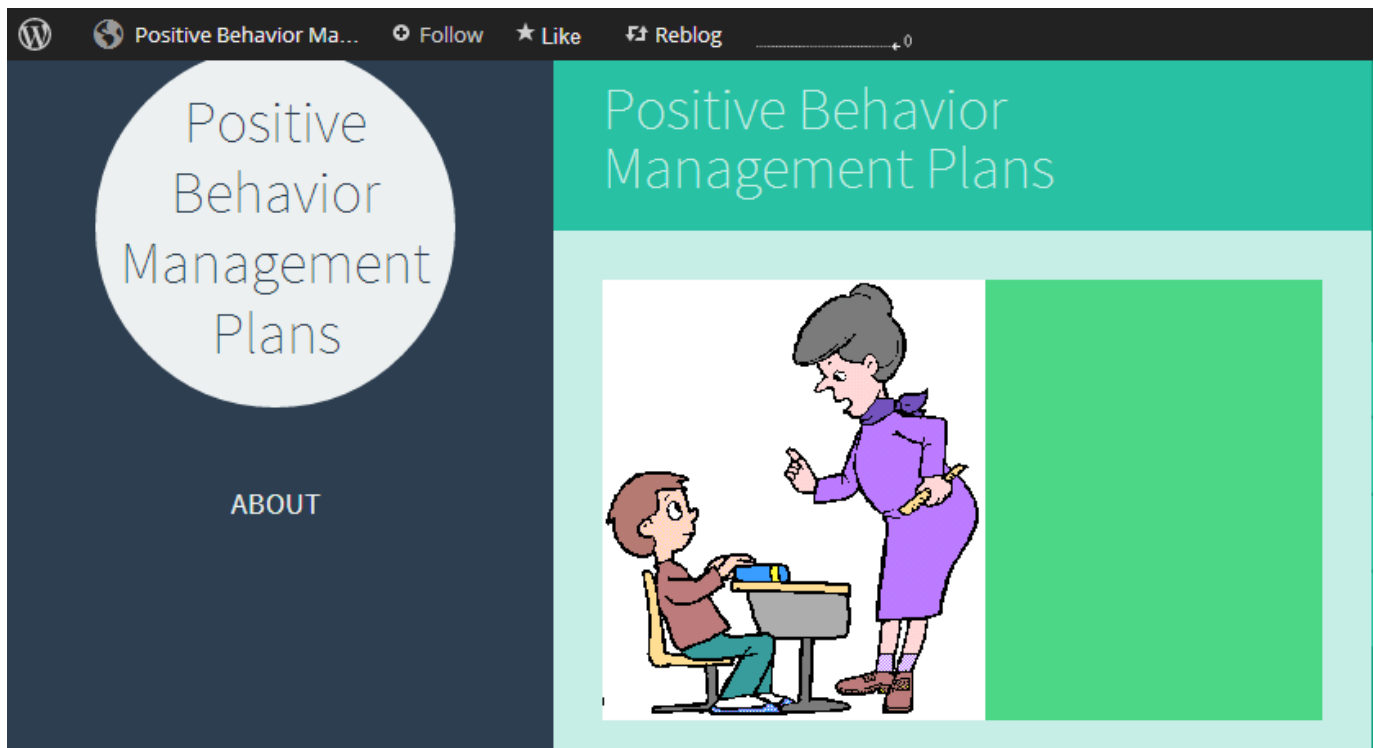 Positive Behavior Ma... Follow Like Reblog 0
Positive
Behavior
Management
Plans
ABOUT
Positive Behavior
Management Plans